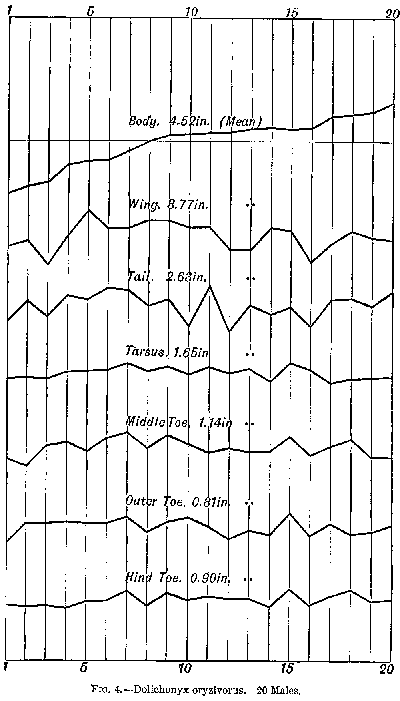 1 5 10 15 20
Body. 4.52in. (Mean)
Wing. 3.77in. "
Tail. 2.63in. "
Tarsus. 1.65in "
Middle Toe. 1.14in "
Outer Toe. 0.81in. "
Hind Toe. 0.90in. "
1 5 10 15 20
FIG. 4.—Dolichonyx oryzivorus. 20 Males.